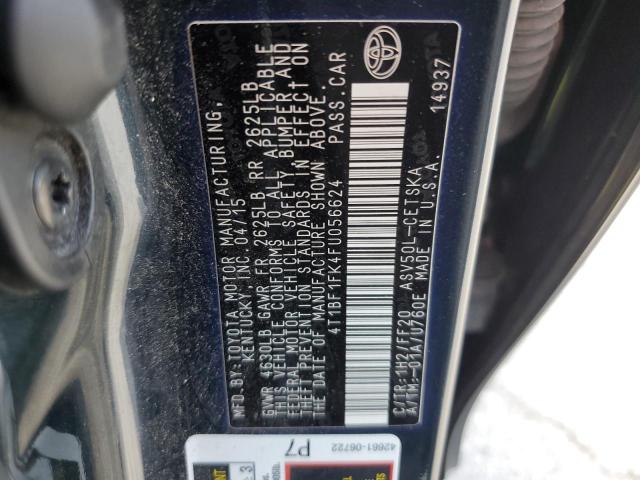 MFD. BY: TOYOTA MOTOR MANUFACTURING,
KENTUCKY, INC. 04/15
GVWR 4630LB GAWR FR 2625LB RR 2625LB
THIS VEHICLE CONFORMS TO ALL APPLICABLE
FEDERAL MOTOR VEHICLE SAFETY, BUMPER AND
THEFT PREVENTION STANDARDS IN EFFECT ON
THE DATE OF MANUFACTURE SHOWN ABOVE.
4T1BF1FK4FU056624 PASS.CAR
C/TR: 1H2/FF20 ASV50L-CETSKA
A/TM: -01A/U760E MADE IN U.S.A. 14937
P7
42661-06722
3